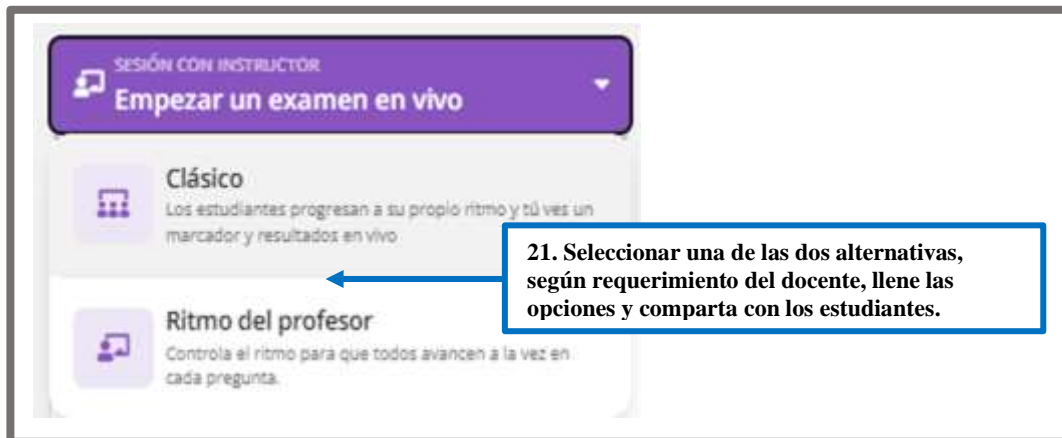 SESIÓN CON INSTRUCTOR
Empezar un examen en vivo
Clásico
Los estudiantes progresan a su propio ritmo y tú ves un
marcador y resultados en vivo
21. Seleccionar una de las dos alternativas,
según requerimiento del docente, llene las
opciones y comparta con los estudiantes.
Ritmo del profesor
Controla el ritmo para que todos avancen a la vez en
cada pregunta.